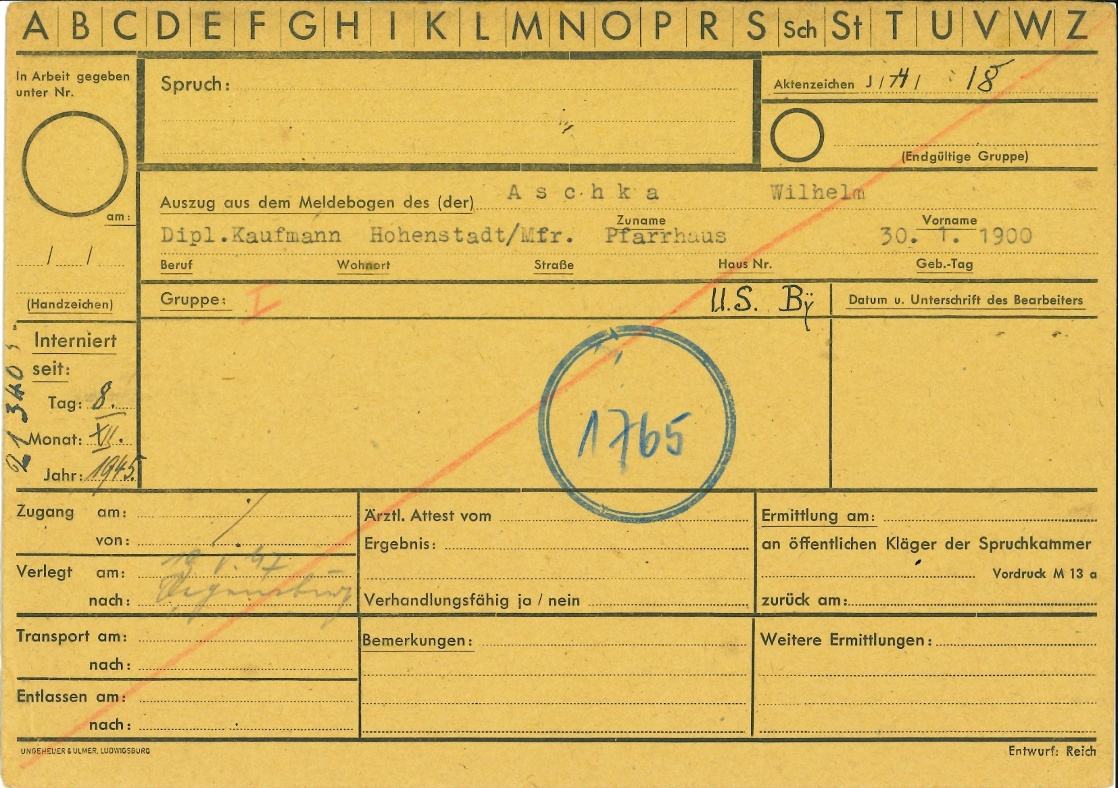 A B C D E F G H I K L M N O P R S Sch St T U V W Z
In Arbeit gegeben
unter Nr.
am:
/ /
(Handzeichen)
Spruch:
Aktenzeichen J / A / 18
(Endgültige Gruppe)
Auszug aus dem Meldebogen des (der) Aschka Wilhelm
Zuname Vorname
Dipl.Kaufmann Hohenstadt/Mfr. Pfarrhaus 30. 1. 1900
Beruf Wohnort Straße Haus Nr. Geb.-Tag
Gruppe: I U.S. By Datum u. Unterschrift des Bearbeiters
Interniert
seit:
Tag: 8.
Monat: XII.
Jahr: 1945
21340
1765
Zugang am:
von:
Verlegt am: 19.V.47
nach: Regensburg
Transport am:
nach:
Entlassen am:
nach:
Ärztl. Attest vom
Ergebnis:
Verhandlungsfähig ja / nein
Bemerkungen:
Ermittlung am:
an öffentlichen Kläger der Spruchkammer
Vordruck M 13 a
zurück am:
Weitere Ermittlungen:
UNGEHEUER & ULMER, LUDWIGSBURG
Entwurf: Reich